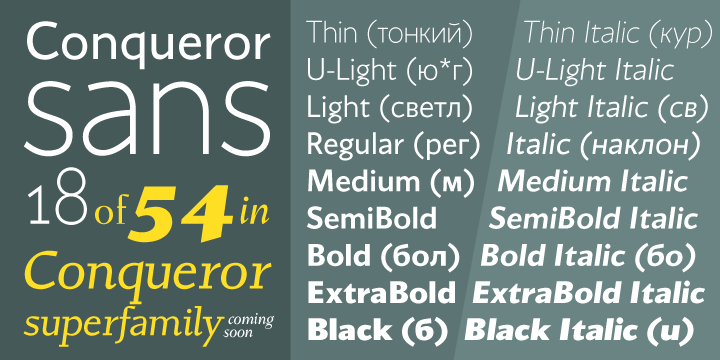 Conqueror
sans
18 of 54 in
Conqueror
superfamily coming
soon
Thin (тонкий)
U-Light (ю*г)
Light (светл)
Regular (рег)
Medium (м)
SemiBold
Bold (бол)
ExtraBold
Black (б)
Thin Italic (кур)
U-Light Italic
Light Italic (св)
Italic (наклон)
Medium Italic
SemiBold Italic
Bold Italic (бо)
ExtraBold Italic
Black Italic (и)